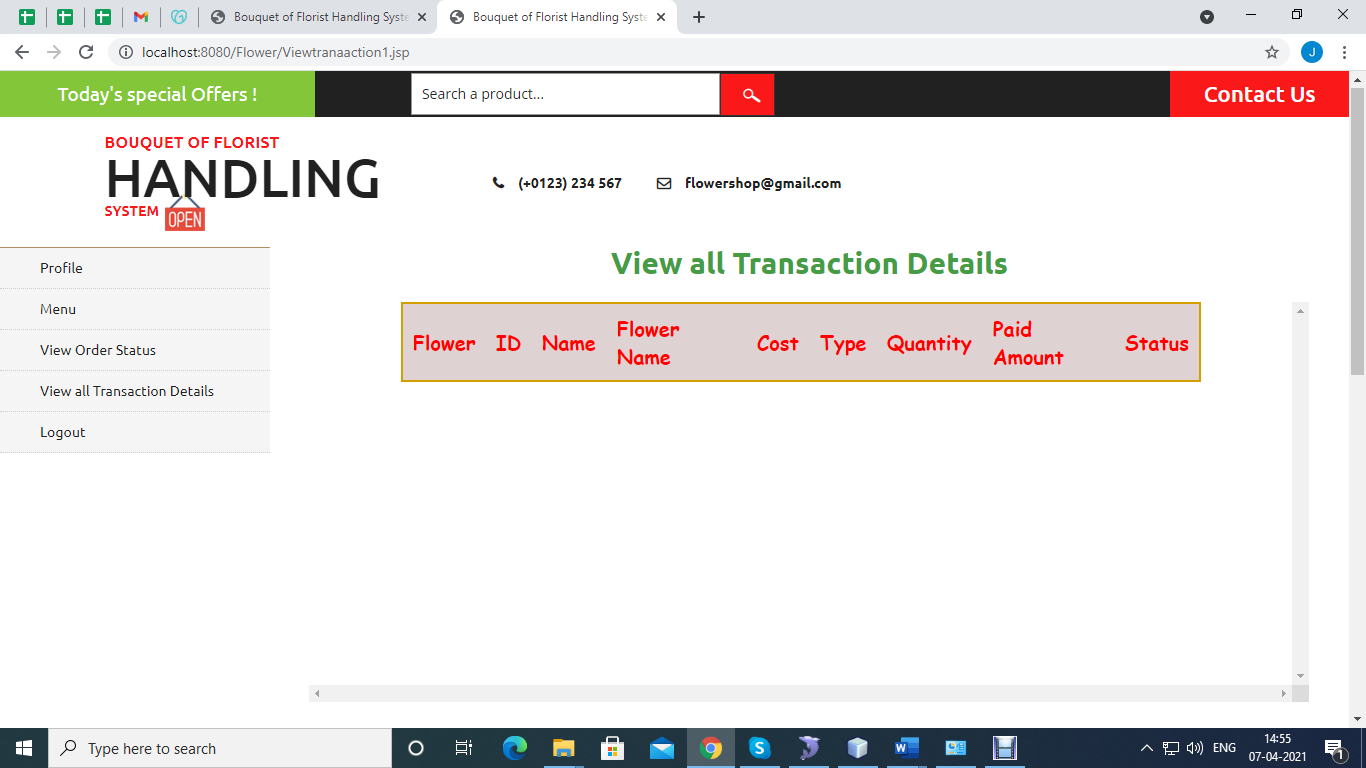 Bouquet of Florist Handling Syste
Bouquet of Florist Handling Syste
localhost:8080/Flower/Viewtranaaction1.jsp
J
Today's special Offers !
Search a product...
Contact Us
BOUQUET OF FLORIST
HANDLING
SYSTEM
OPEN
(+0123) 234 567
flowershop@gmail.com
Profile
Menu
View Order Status
View all Transaction Details
Logout
View all Transaction Details
Flower ID Name Flower Name Cost Type Quantity Paid Amount Status
Type here to search
ENG
14:55
07-04-2021
1